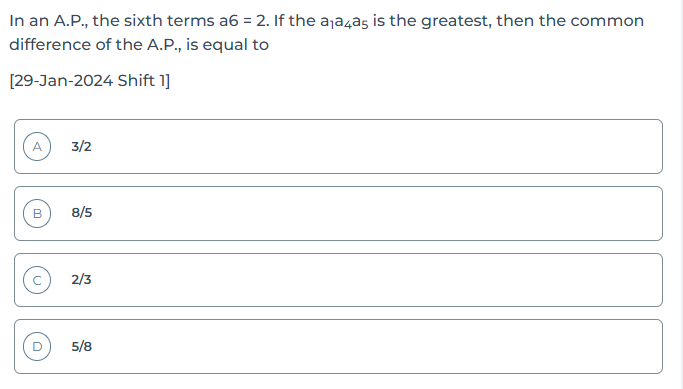 In an A.P., the sixth terms a6 = 2. If the a₁a₄a₅ is the greatest, then the common
difference of the A.P., is equal to
[29-Jan-2024 Shift 1]
A 3/2
B 8/5
C 2/3
D 5/8